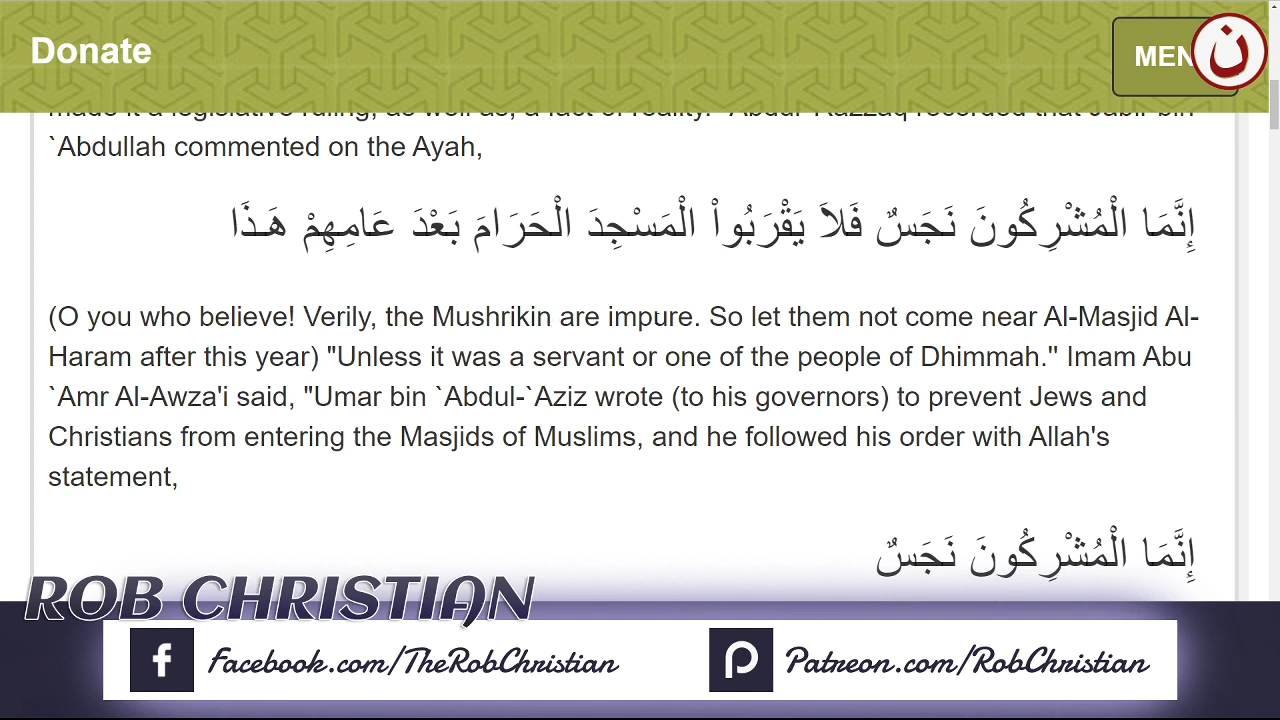 Donate
MEN
ن
made it a legislative ruling, as well as, a fact of reality. `Abdur-Razzaq recorded that Jabir bin
`Abdullah commented on the Ayah,
إِنَّمَا الْمُشْرِكُونَ نَجَسٌ فَلاَ يَقْرَبُواْ الْمَسْجِدَ الْحَرَامَ بَعْدَ عَامِهِمْ هَـذَا
(O you who believe! Verily, the Mushrikin are impure. So let them not come near Al-Masjid Al-
Haram after this year) "Unless it was a servant or one of the people of Dhimmah." Imam Abu
`Amr Al-Awza'i said, "Umar bin `Abdul-`Aziz wrote (to his governors) to prevent Jews and
Christians from entering the Masjids of Muslims, and he followed his order with Allah's
statement,
إِنَّمَا الْمُشْرِكُونَ نَجَسٌ
ROB CHRISTIAN
Facebook.com/TheRobChristian
Patreon.com/RobChristian